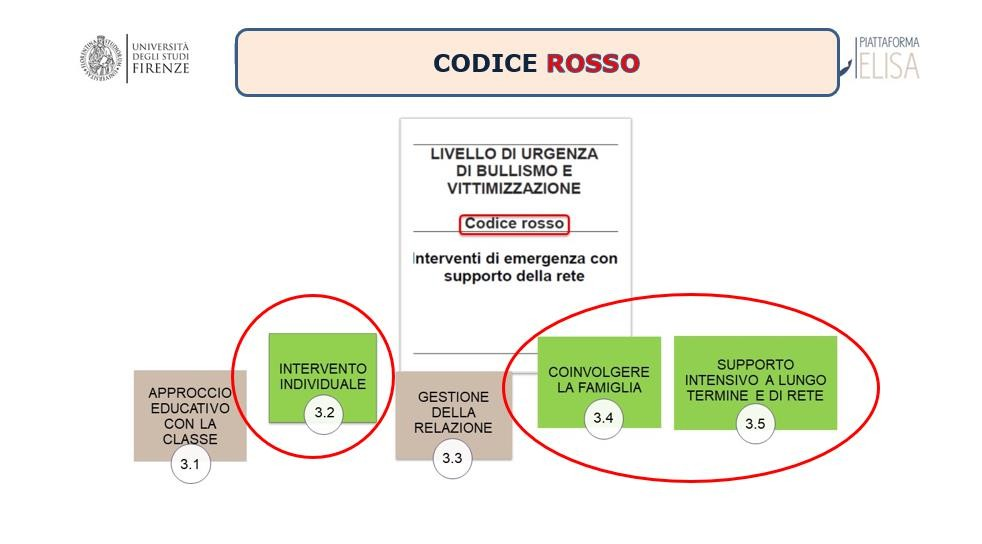 UNIVERSITÀ
DEGLI STUDI
FIRENZE
CODICE ROSSO
PIATTAFORMA
ELISA
LIVELLO DI URGENZA
DI BULLISMO E
VITTIMIZZAZIONE
Codice rosso
Interventi di emergenza con
supporto della rete
APPROCCIO
EDUCATIVO
CON LA
CLASSE
3.1
INTERVENTO
INDIVIDUALE
3.2
GESTIONE
DELLA
RELAZIONE
3.3
COINVOLGERE
LA FAMIGLIA
3.4
SUPPORTO
INTENSIVO A LUNGO
TERMINE E DI RETE
3.5